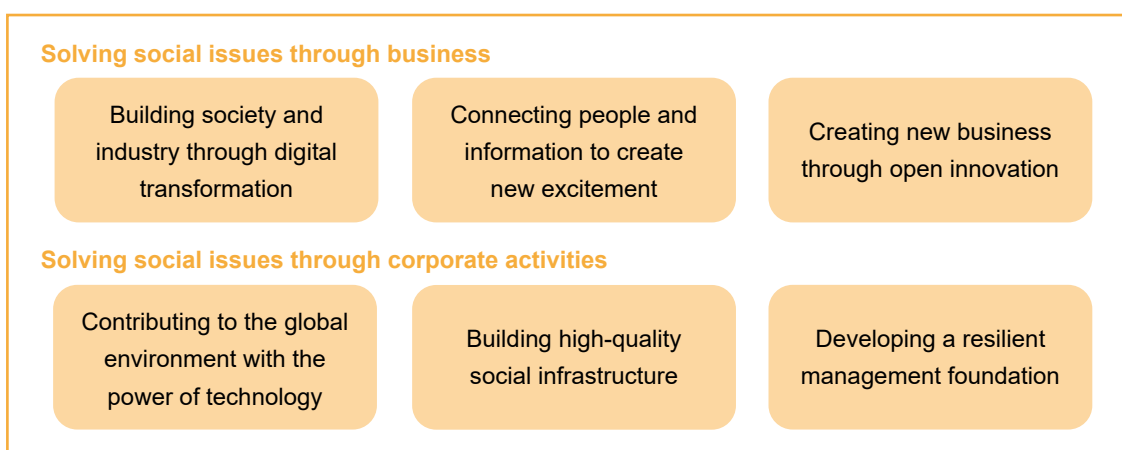 Solving social issues through business
Building society and
industry through digital
transformation
Connecting people and
information to create
new excitement
Creating new business
through open innovation
Solving social issues through corporate activities
Contributing to the global
environment with the
power of technology
Building high-quality
social infrastructure
Developing a resilient
management foundation